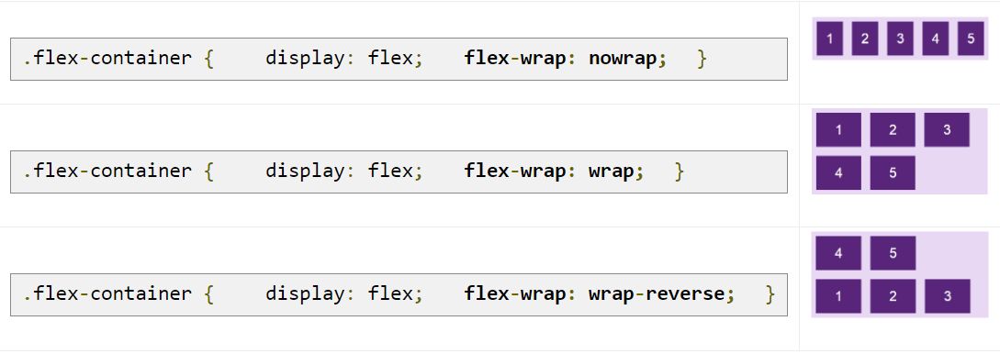 .flex-container {    display: flex;   flex-wrap: nowrap;  }
1 2 3 4 5
.flex-container {    display: flex;   flex-wrap: wrap;  }
1 2 3
4 5
.flex-container {    display: flex;   flex-wrap: wrap-reverse;  }
4 5
1 2 3